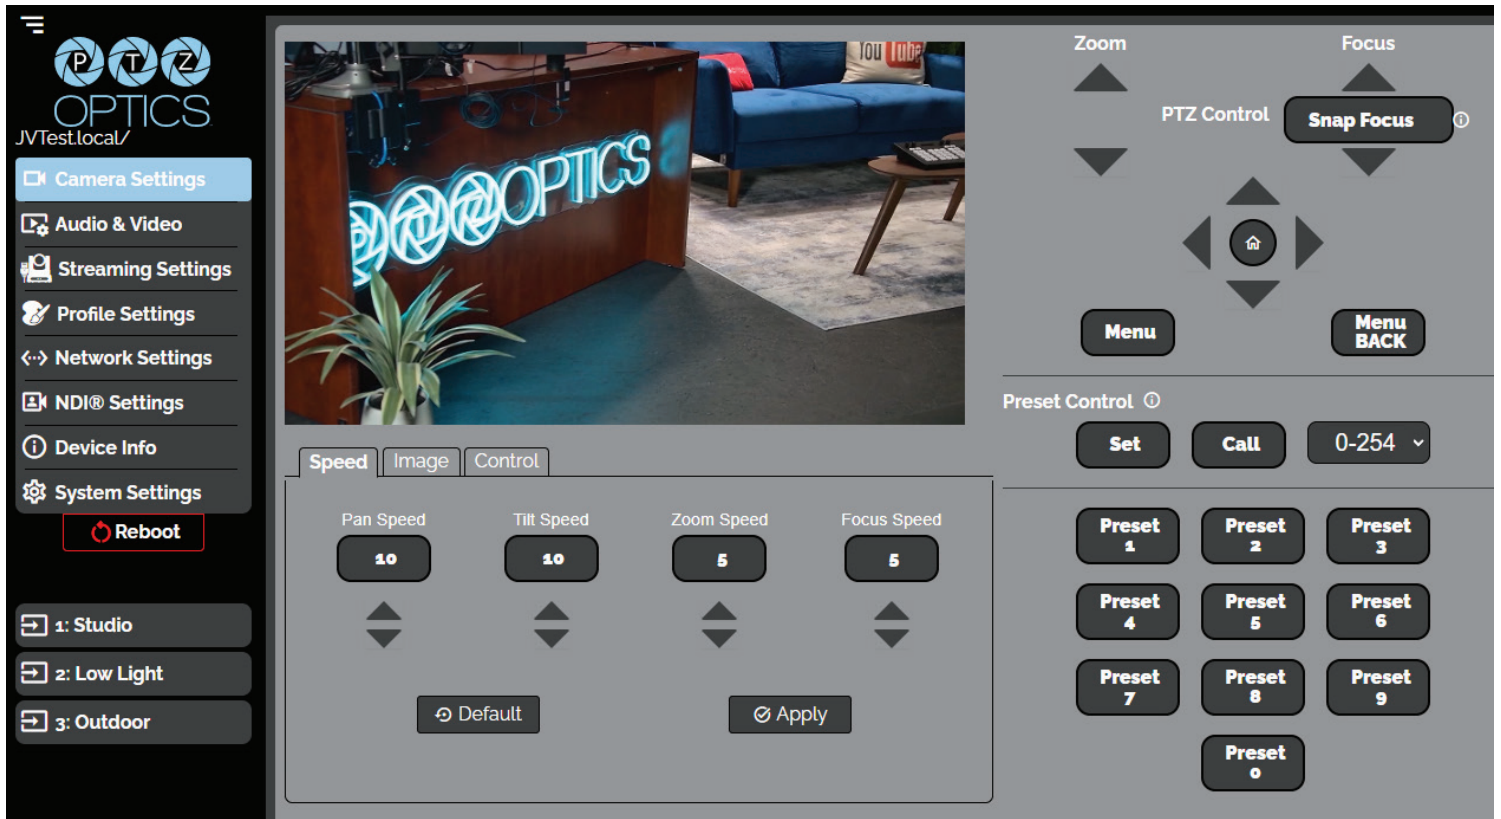 P T Z
OPTICS
JVTest.local/
Camera Settings
Audio & Video
Streaming Settings
Profile Settings
Network Settings
NDI® Settings
Device Info
System Settings
Reboot
1: Studio
2: Low Light
3: Outdoor
You Tube
PTZOPTICS
Speed
Image
Control
Pan Speed
Tilt Speed
Zoom Speed
Focus Speed
10
10
5
5
Default
Apply
Zoom
Focus
PTZ Control
Snap Focus
Menu
Menu
BACK
Preset Control
Set
Call
0-254
Preset
1
Preset
2
Preset
3
Preset
4
Preset
5
Preset
6
Preset
7
Preset
8
Preset
9
Preset
0